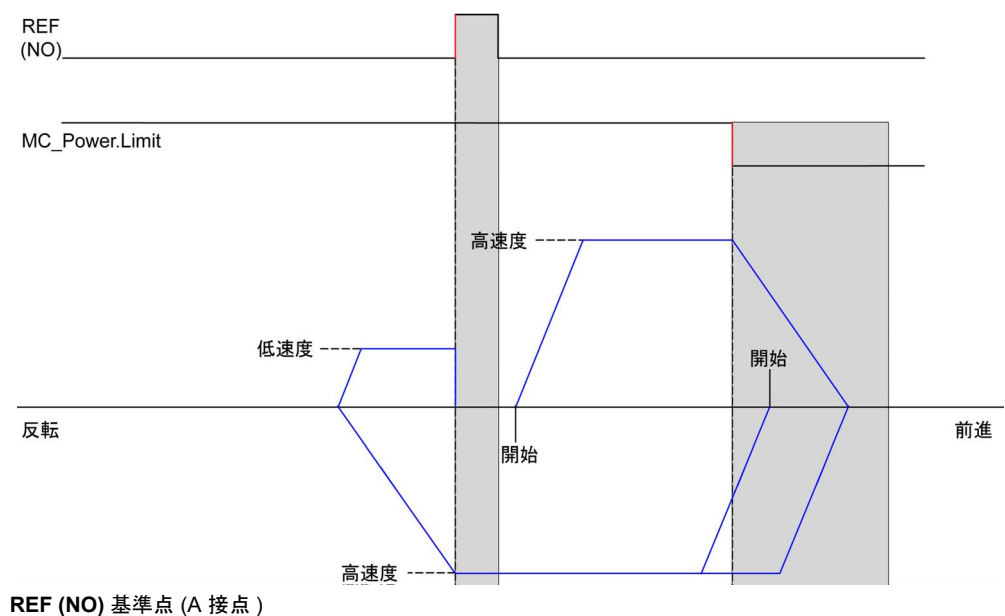 REF
(NO)
MC_Power.Limit
高速度
低速度
開始
反転
前進
開始
高速度
REF (NO) 基準点 (A 接点 )